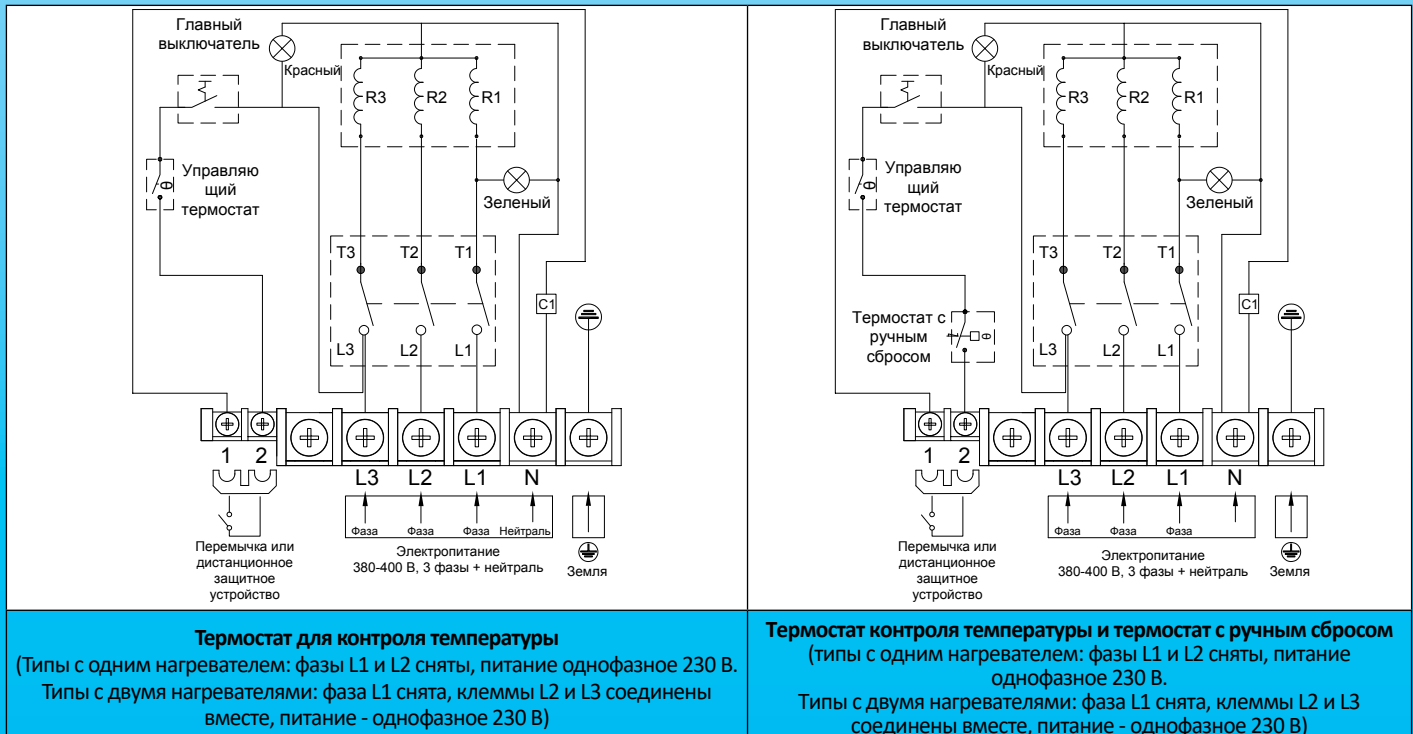 Главный
выключатель
Красный
R3
R2
R1
Управляю
щий
термостат
θ
Зеленый
T3
T2
T1
C1
L3
L2
L1
1
2
L3
L2
L1
N
Фаза
Фаза
Фаза
Нейтраль
Перемычка или
дистанционное
защитное
устройство
Электропитание
380-400 В, 3 фазы + нейтраль
Земля
Термостат для контроля температуры
(Типы с одним нагревателем: фазы L1 и L2 сняты, питание однофазное 230 В.
Типы с двумя нагревателями: фаза L1 снята, клеммы L2 и L3 соединены
вместе, питание - однофазное 230 В)
Главный
выключатель
Красный
R3
R2
R1
Управляю
щий
термостат
θ
Зеленый
T3
T2
T1
C1
Термостат с
ручным
сбросом
θ
L3
L2
L1
1
2
L3
L2
L1
N
Фаза
Фаза
Фаза
Перемычка или
дистанционное
защитное
устройство
Электропитание
380-400 В, 3 фазы + нейтраль
Земля
Термостат контроля температуры и термостат с ручным сбросом
(типы с одним нагревателем: фазы L1 и L2 сняты, питание
однофазное 230 В.
Типы с двумя нагревателями: фаза L1 снята, клеммы L2 и L3
соединены вместе, питание - однофазное 230 В)